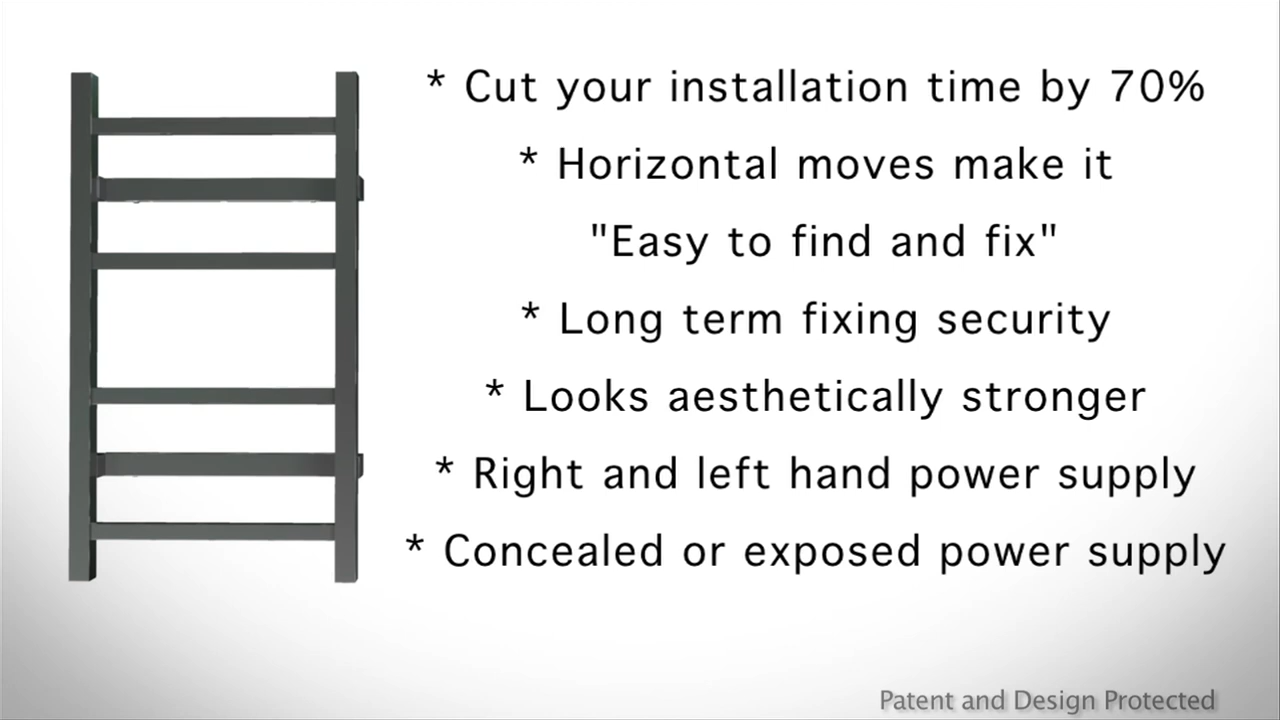 * Cut your installation time by 70%
* Horizontal moves make it
"Easy to find and fix"
* Long term fixing security
* Looks aesthetically stronger
* Right and left hand power supply
* Concealed or exposed power supply
Patent and Design Protected